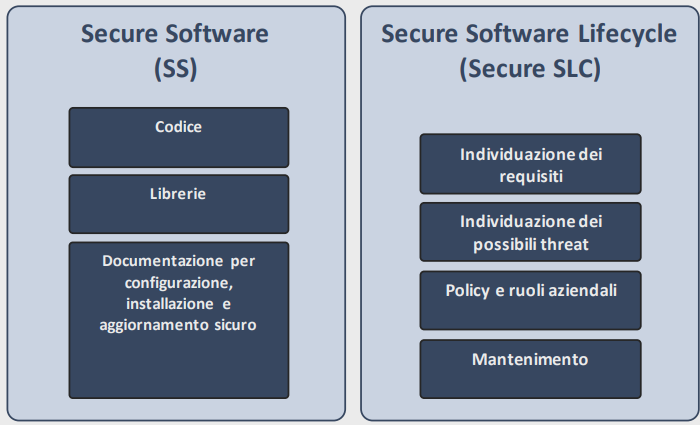 Secure Software
(SS)
Codice
Librerie
Documentazione per
configurazione,
installazione e
aggiornamento sicuro
Secure Software Lifecycle
(Secure SLC)
Individuazione dei
requisiti
Individuazione dei
possibili threat
Policy e ruoli aziendali
Mantenimento